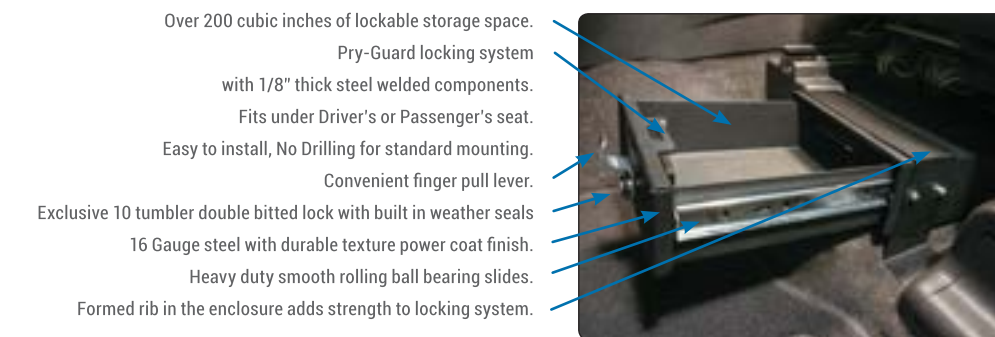 Over 200 cubic inches of lockable storage space.
Pry-Guard locking system
with 1/8" thick steel welded components.
Fits under Driver's or Passenger's seat.
Easy to install, No Drilling for standard mounting.
Convenient finger pull lever.
Exclusive 10 tumbler double bitted lock with built in weather seals
16 Gauge steel with durable texture power coat finish.
Heavy duty smooth rolling ball bearing slides.
Formed rib in the enclosure adds strength to locking system.